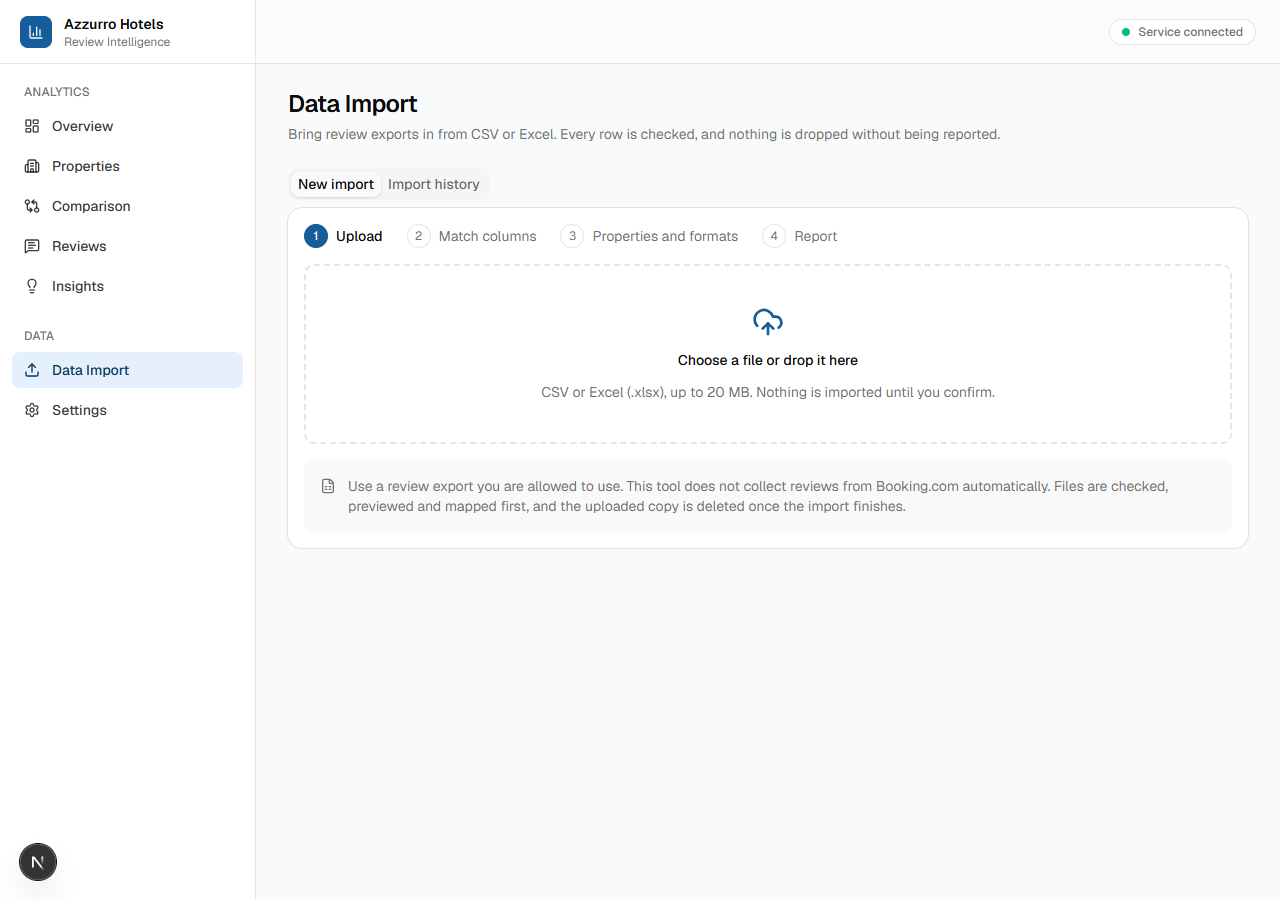 Azzurro Hotels
Review Intelligence
Service connected
ANALYTICS
Overview
Properties
Comparison
Reviews
Insights
DATA
Data Import
Settings
N
Data Import
Bring review exports in from CSV or Excel. Every row is checked, and nothing is dropped without being reported.
New import
Import history
1 Upload
2 Match columns
3 Properties and formats
4 Report
Choose a file or drop it here
CSV or Excel (.xlsx), up to 20 MB. Nothing is imported until you confirm.
Use a review export you are allowed to use. This tool does not collect reviews from Booking.com automatically. Files are checked,
previewed and mapped first, and the uploaded copy is deleted once the import finishes.